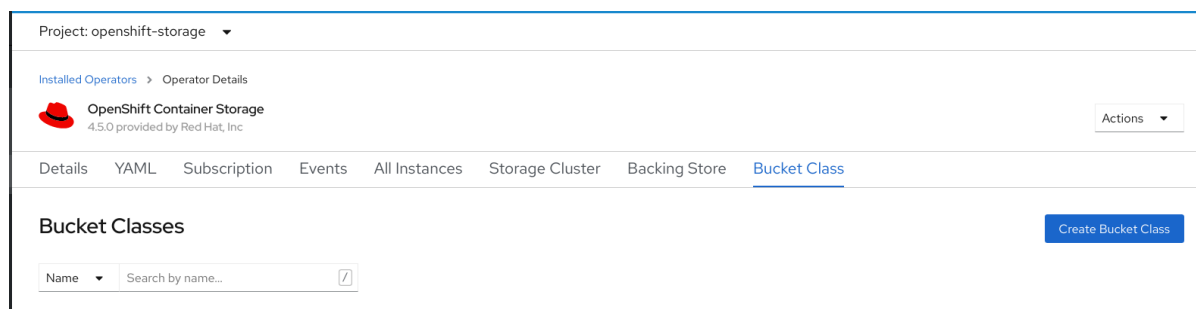 Project: openshift-storage
Installed Operators > Operator Details
OpenShift Container Storage
4.5.0 provided by Red Hat, Inc
Actions
Details YAML Subscription Events All Instances Storage Cluster Backing Store Bucket Class
Bucket Classes
Create Bucket Class
Name Search by name... /